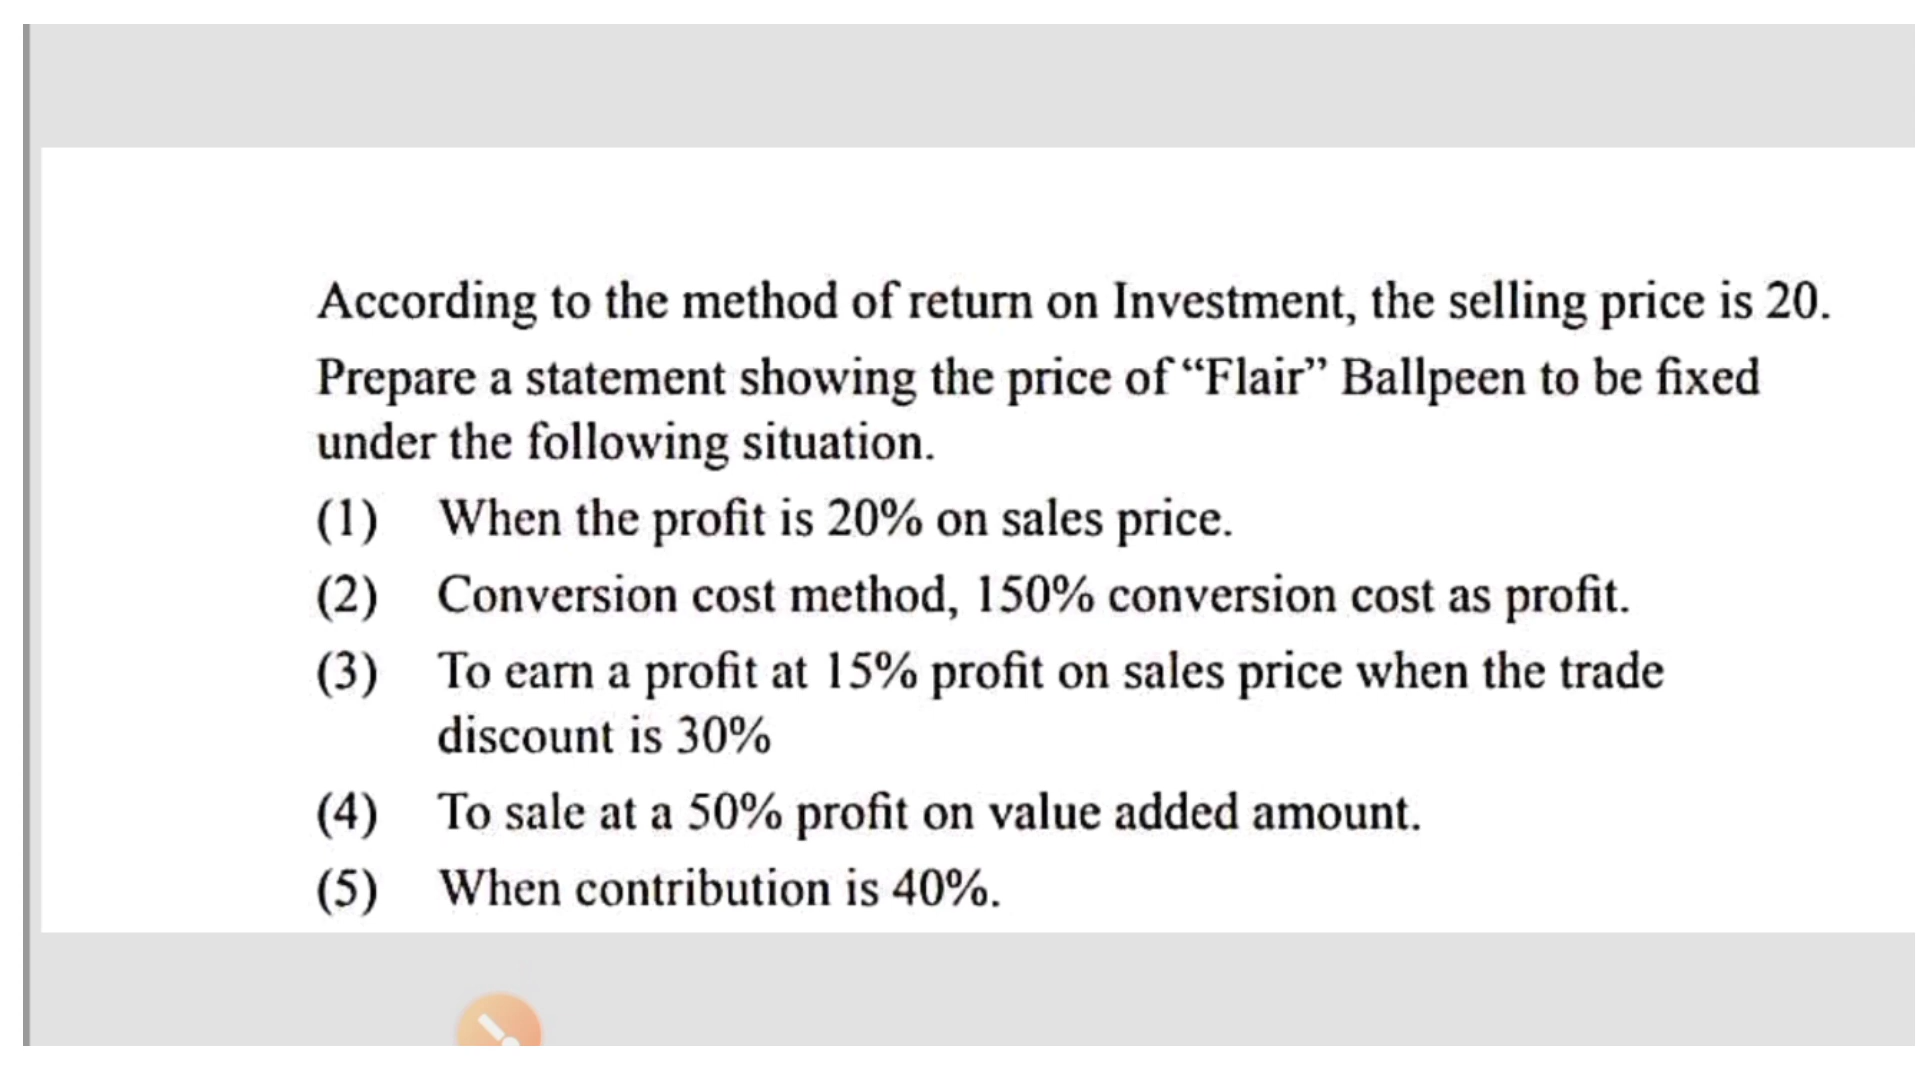 According to the method of return on Investment, the selling price is 20.
Prepare a statement showing the price of “Flair” Ballpeen to be fixed
under the following situation.
(1) When the profit is 20% on sales price.
(2) Conversion cost method, 150% conversion cost as profit.
(3) To earn a profit at 15% profit on sales price when the trade
discount is 30%
(4) To sale at a 50% profit on value added amount.
(5) When contribution is 40%.